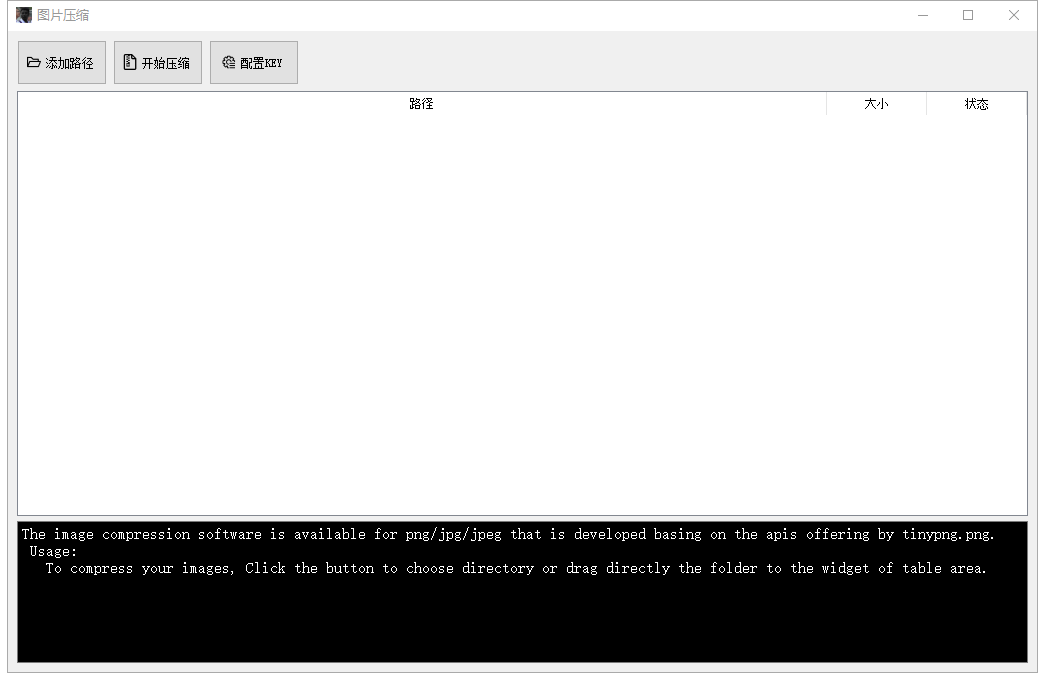 图片压缩
添加路径 开始压缩 配置KEY
路径 大小 状态
The image compression software is available for png/jpg/jpeg that is developed basing on the apis offering by tinypng.png.
Usage:
To compress your images, Click the button to choose directory or drag directly the folder to the widget of table area.